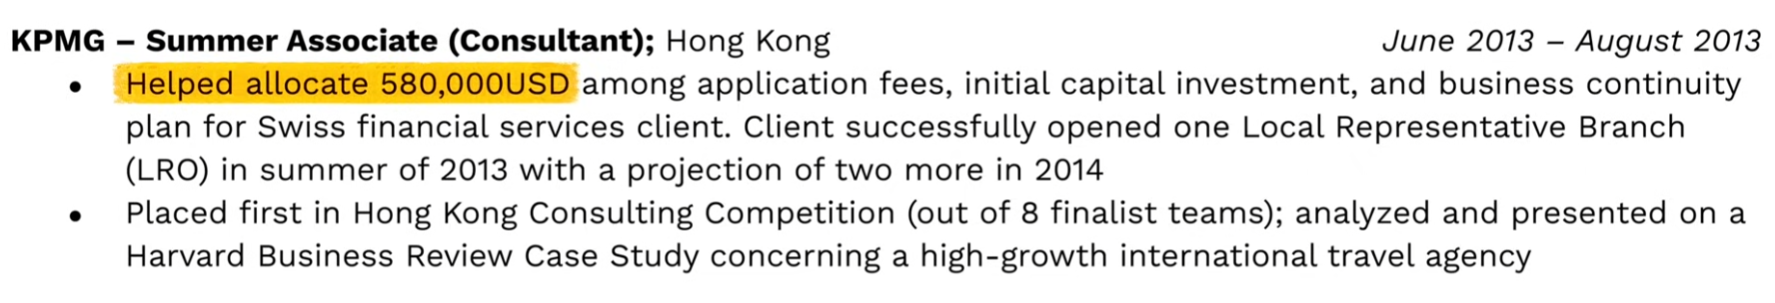 KPMG – Summer Associate (Consultant); Hong Kong June 2013 – August 2013
• Helped allocate 580,000USD among application fees, initial capital investment, and business continuity
plan for Swiss financial services client. Client successfully opened one Local Representative Branch
(LRO) in summer of 2013 with a projection of two more in 2014
• Placed first in Hong Kong Consulting Competition (out of 8 finalist teams); analyzed and presented on a
Harvard Business Review Case Study concerning a high-growth international travel agency